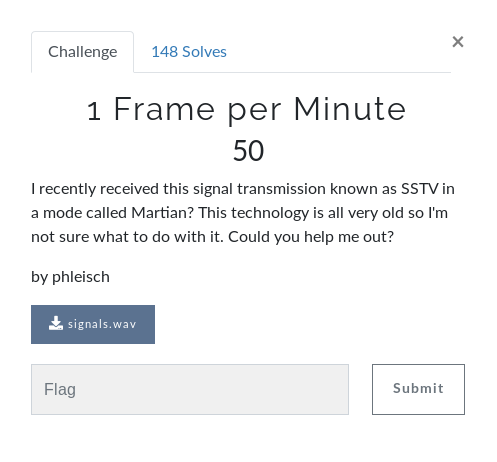 Challenge
148 Solves
×
1 Frame per Minute
50
I recently received this signal transmission known as SSTV in
a mode called Martian? This technology is all very old so I'm
not sure what to do with it. Could you help me out?
by phleisch
signals.wav
Flag
Submit